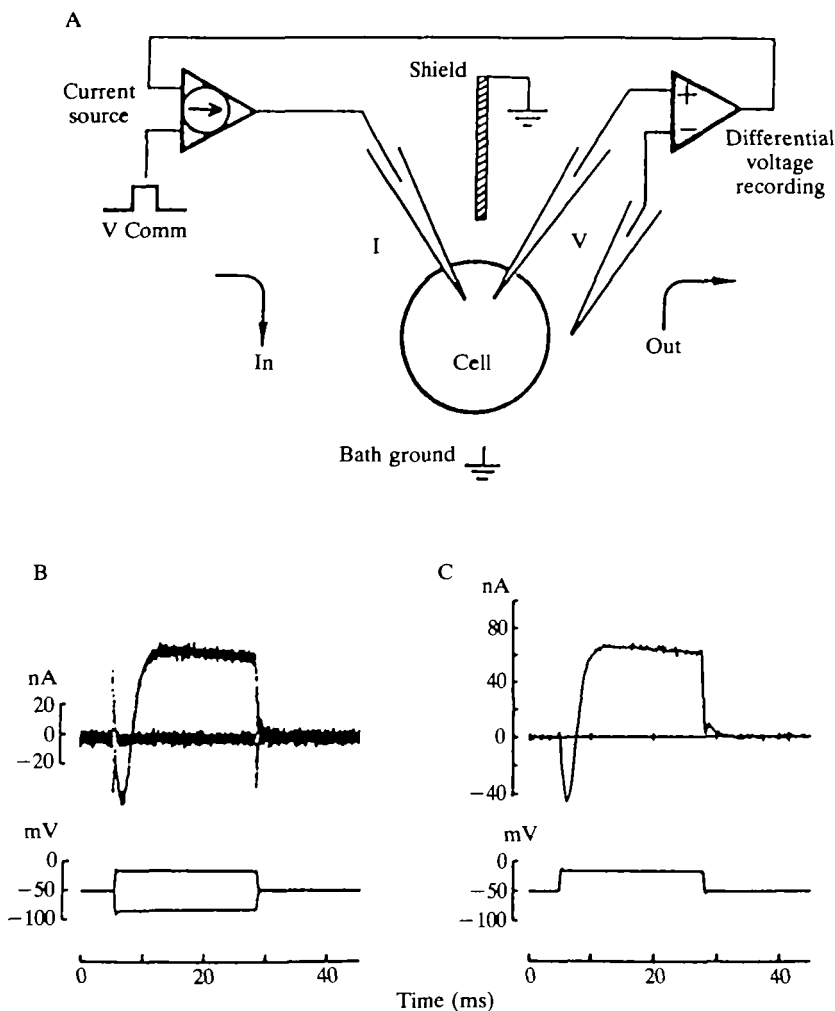 A
Current
source
V Comm
Shield
+
−
Differential
voltage
recording
I
V
In
Cell
Out
Bath ground
B
nA
20
0
−20
mV
0
−50
−100
0
20
40
C
nA
80
60
0
−40
mV
0
−50
−100
0
20
40
Time (ms)